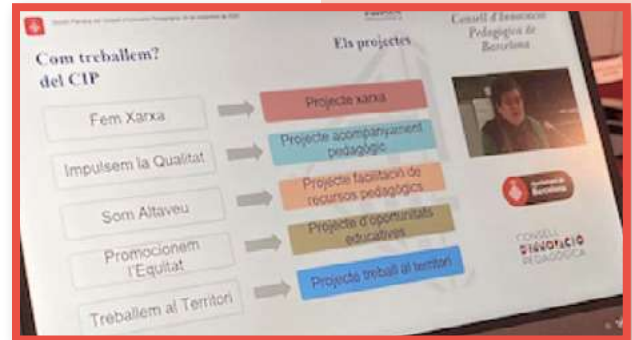 Com treballem?
del CIP
Els projectes
Consell d'Innovació
Pedagògica de
Barcelona
Fem Xarxa
Projecte xarxa
Impulsem la Qualitat
Projecte acompanyament
pedagògic
Som Altaveu
Projecte facilitació de
recursos pedagògics
Promocionem
l'Equitat
Projecte d'oportunitats
educatives
Treballem al Territori
Projecte treball al territori
Barcelona
CONSELL
D'INNOVACIÓ
PEDAGÒGICA